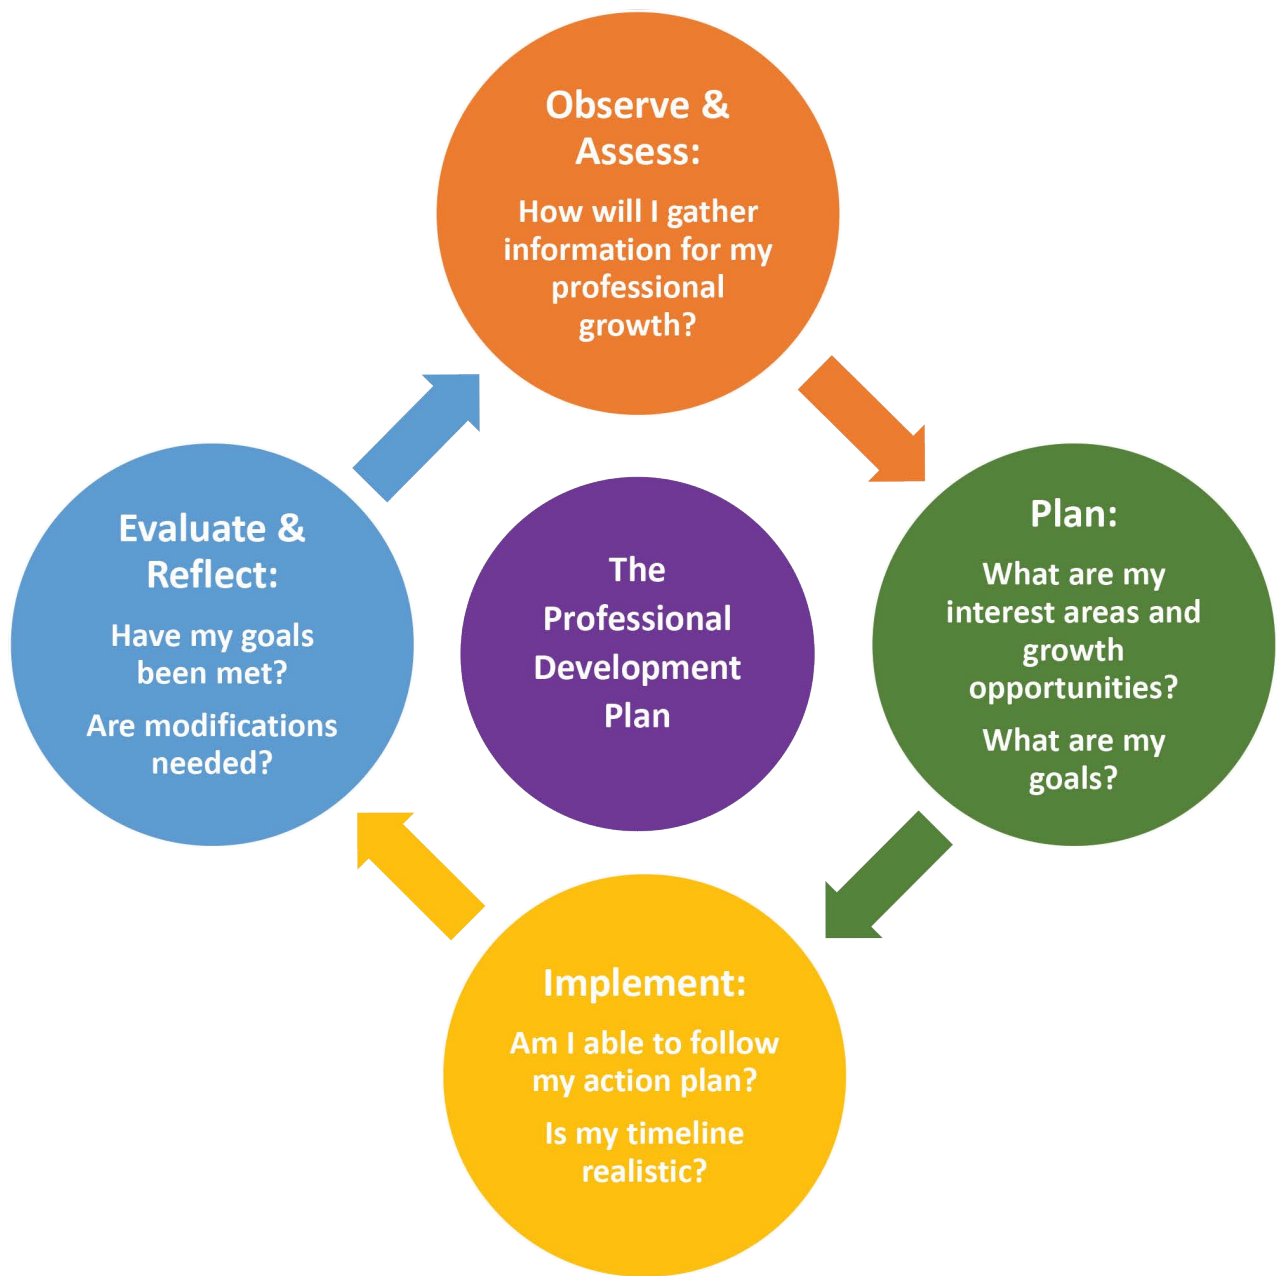 Observe &
Assess:
How will I gather
information for my
professional
growth?
Plan:
What are my
interest areas and
growth
opportunities?
What are my
goals?
Implement:
Am I able to follow
my action plan?
Is my timeline
realistic?
Evaluate &
Reflect:
Have my goals
been met?
Are modifications
needed?
The
Professional
Development
Plan